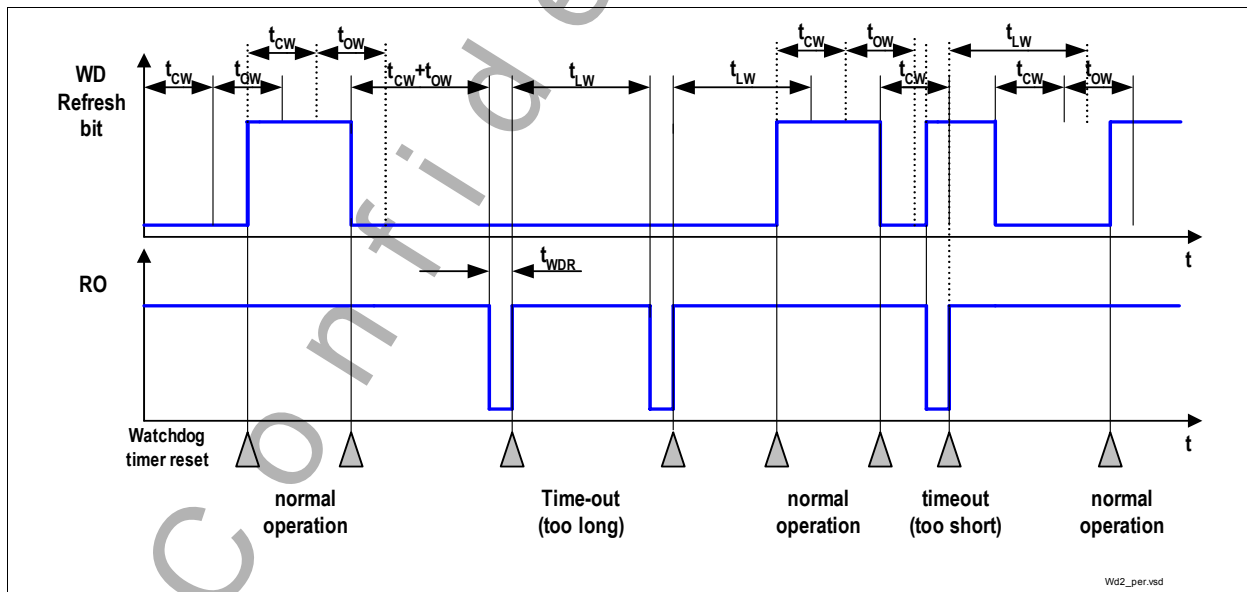 tCW tOW tCW tOW tLW
WD
Refresh
bit
tCW tOW tCW+tOW tLW tLW tCW tCW tOW
t
RO
tWDR
t
Watchdog
timer reset
normal
operation
Time-out
(too long)
normal
operation
timeout
(too short)
normal
operation
Wd2_per.vsd
Confide